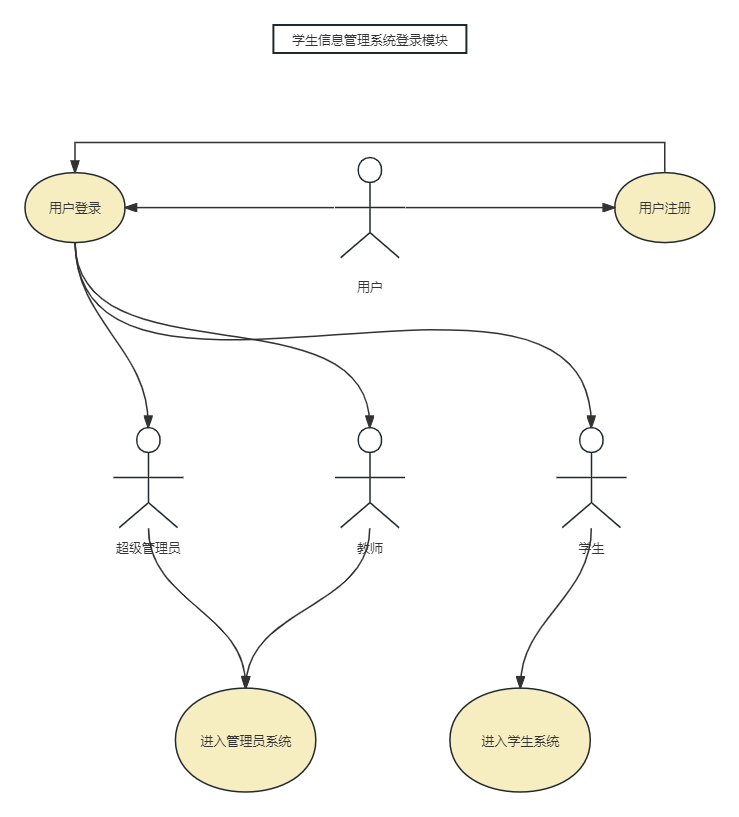 学生信息管理系统登录模块
用户登录
用户注册
用户
超级管理员
教师
学生
进入管理员系统
进入学生系统